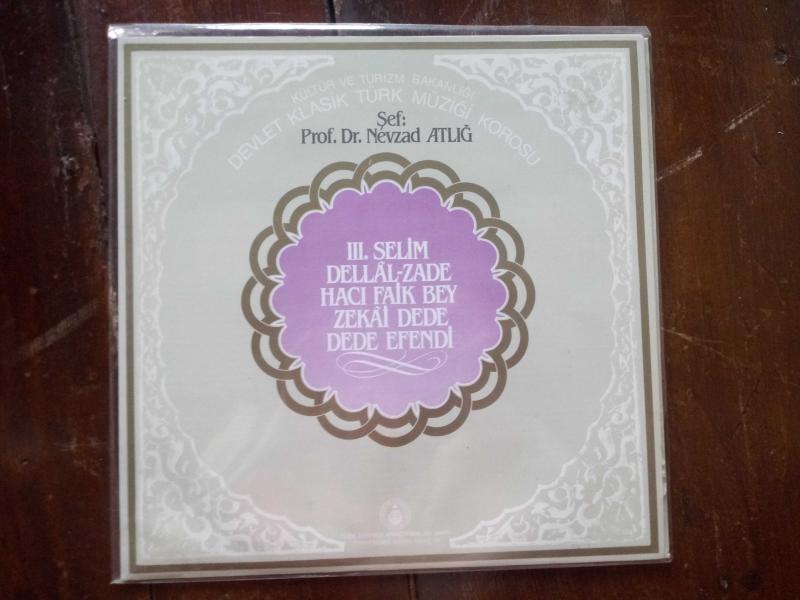 KÜLTÜR VE TURİZM BAKANLIĞI
DEVLET KLASİK TÜRK MÜZİĞİ KOROSU
Şef:
Prof. Dr. Nevzad ATLIĞ
III. SELİM
DELLÂL-ZADE
HACI FAİK BEY
ZEKÂİ DEDE
DEDE EFENDİ